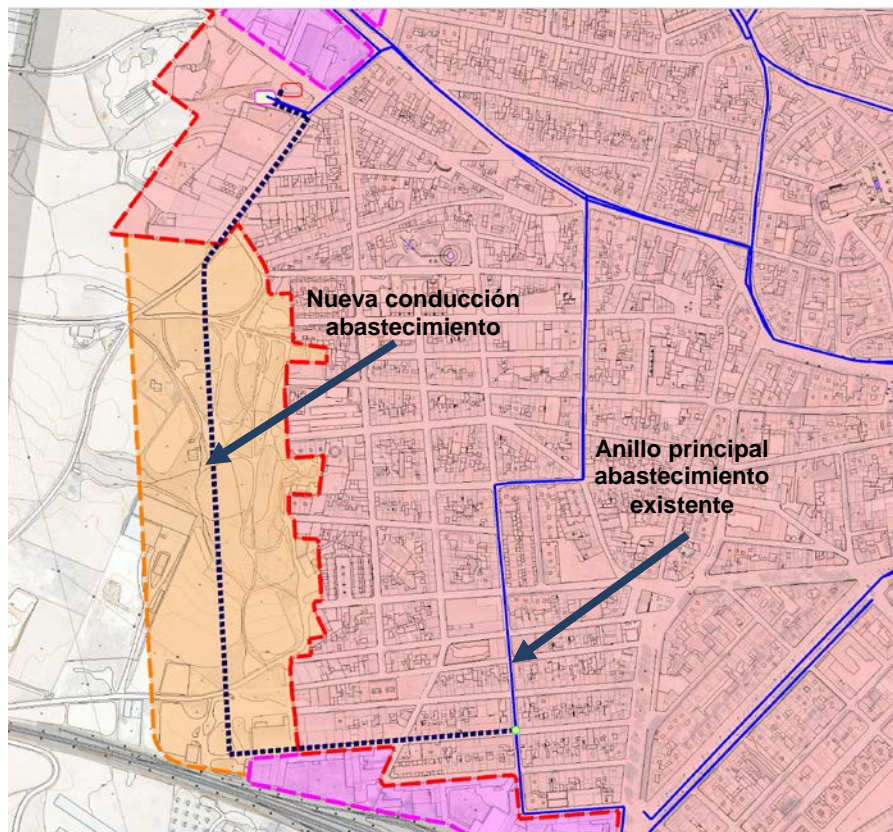 Nueva conducción
abastecimiento
Anillo principal
abastecimiento
existente